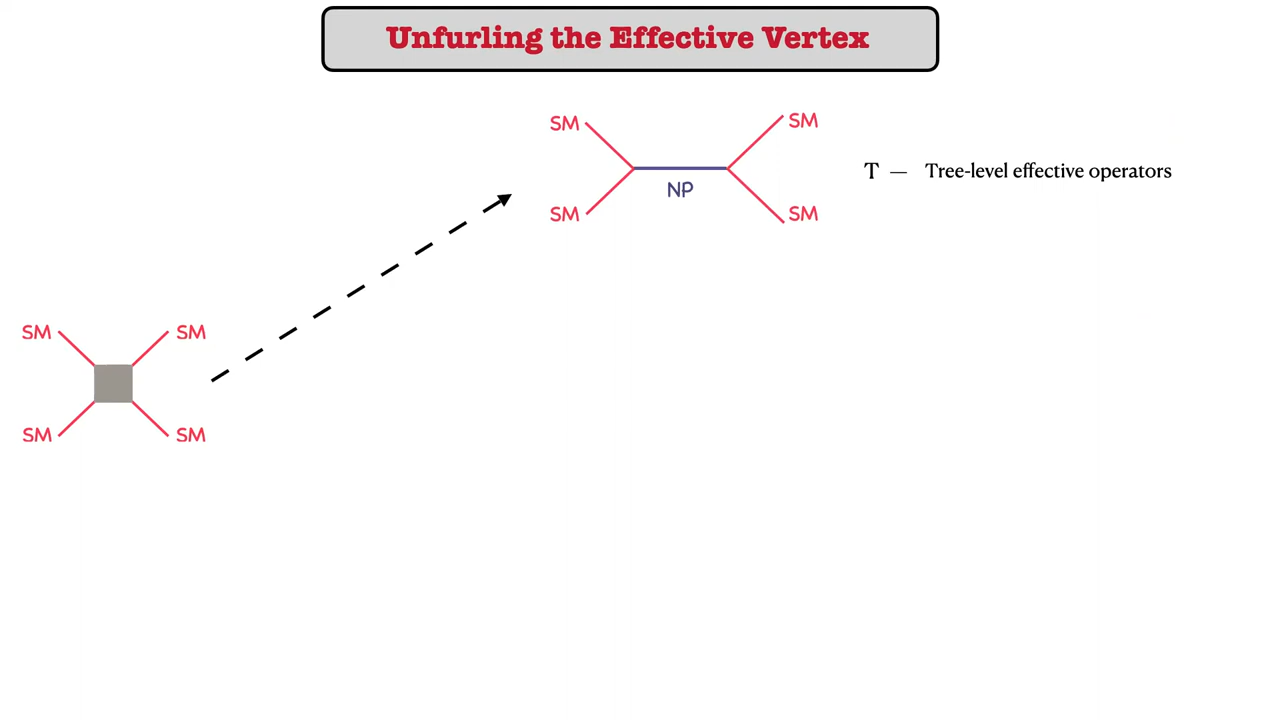 Unfurling the Effective Vertex
SM SM
NP
SM SM
T — Tree-level effective operators
SM SM
SM SM